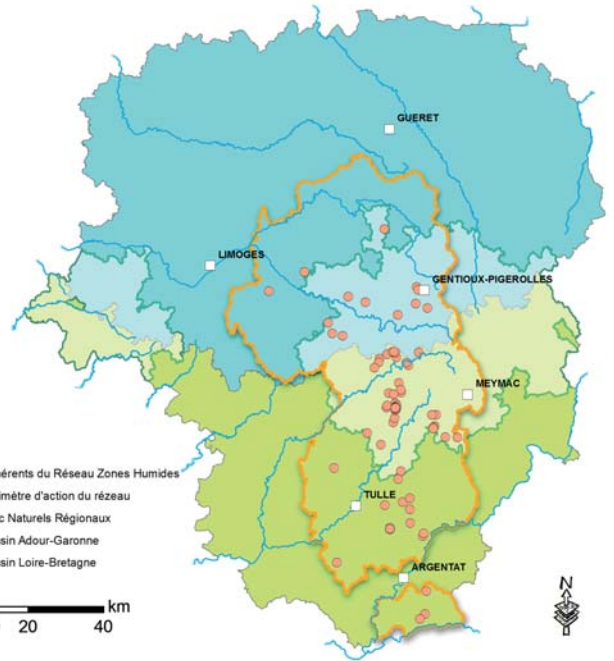 GUERET
LIMOGES
GENTIOUX-PIGEROLLES
MEYMAC
érents du Réseau Zones Humides
imètre d'action du rézeau
TULLE
c Naturels Régionaux
sin Adour-Garonne
sin Loire-Bretagne
ARGENTAT
km
20 40
N